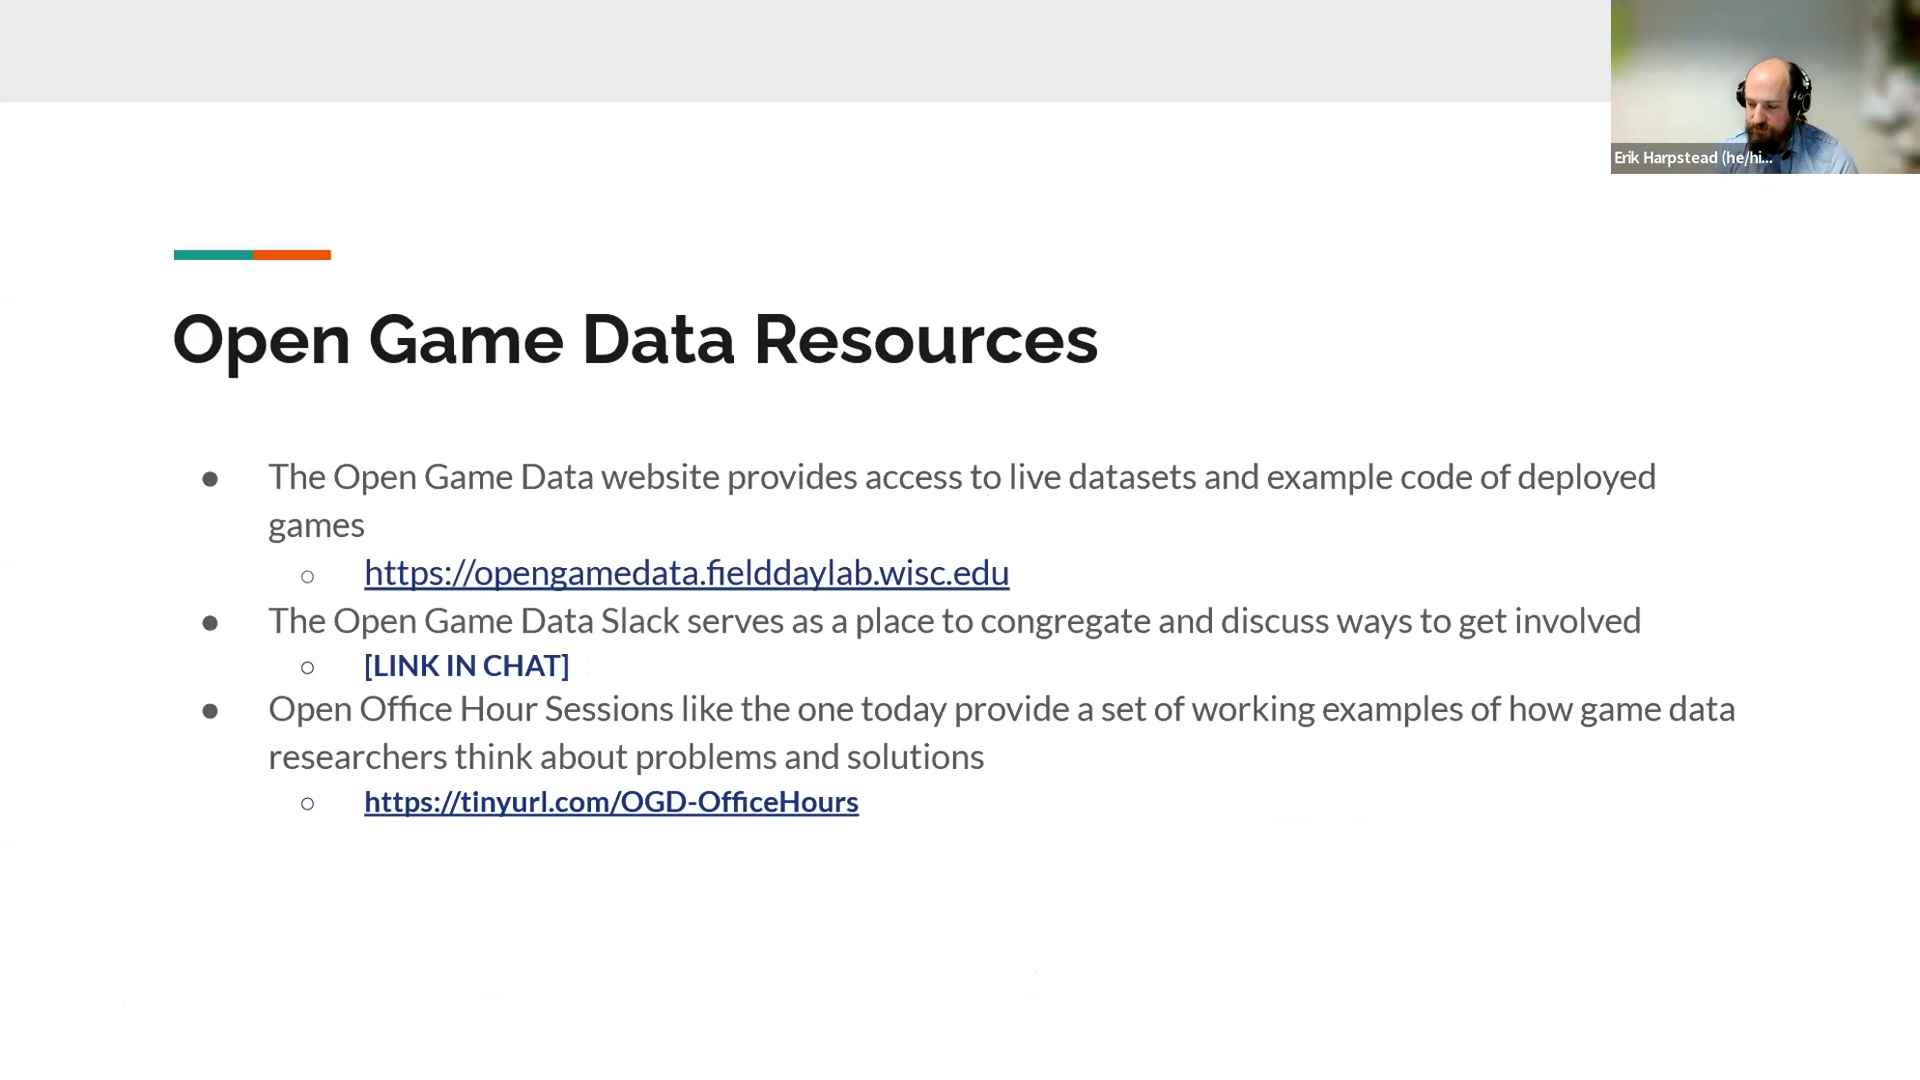 Erik Harpstead (he/hi...
Open Game Data Resources
● The Open Game Data website provides access to live datasets and example code of deployed
games
○ https://opengamedata.fielddaylab.wisc.edu
● The Open Game Data Slack serves as a place to congregate and discuss ways to get involved
○ [LINK IN CHAT]
● Open Office Hour Sessions like the one today provide a set of working examples of how game data
researchers think about problems and solutions
○ https://tinyurl.com/OGD-OfficeHours